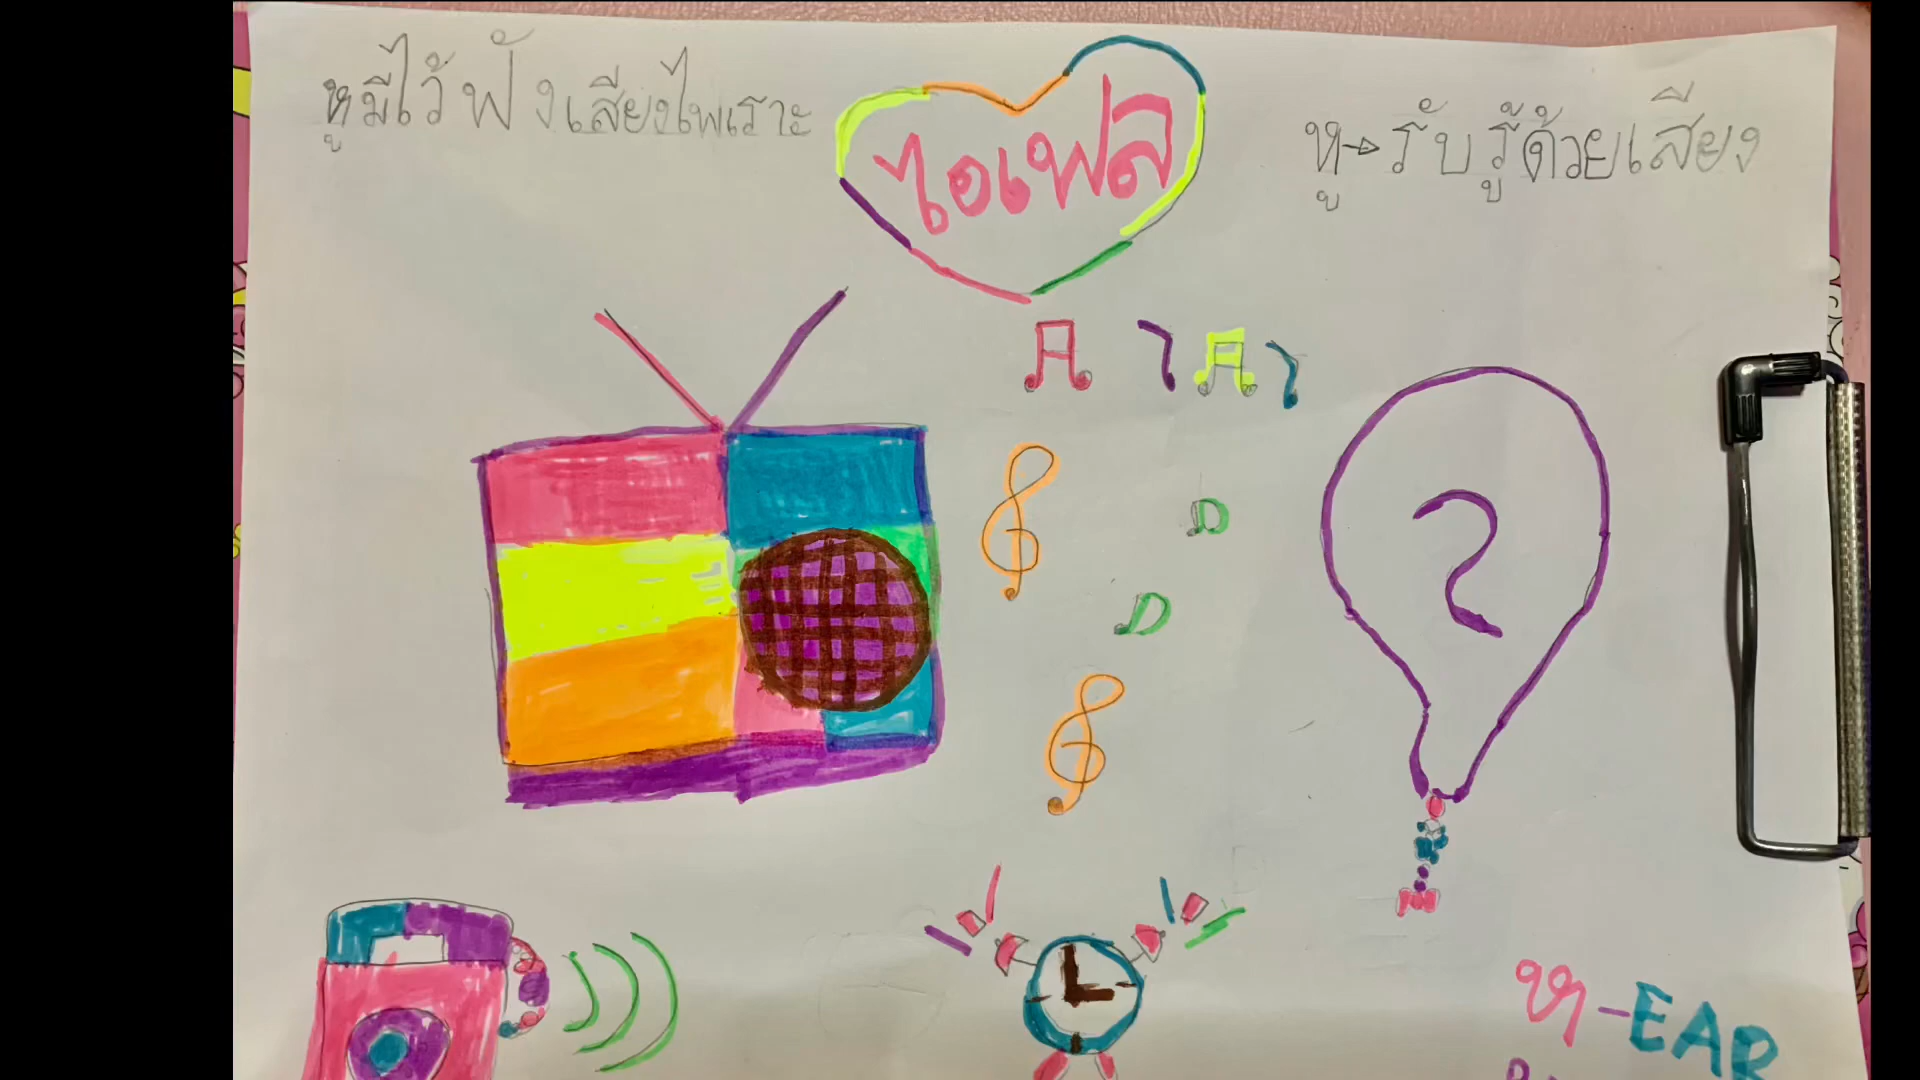 หูมีไว้ฟังเสียงไพเราะ
ไอเฟล
หู→รับรู้ด้วยเสียง
หู-EAR